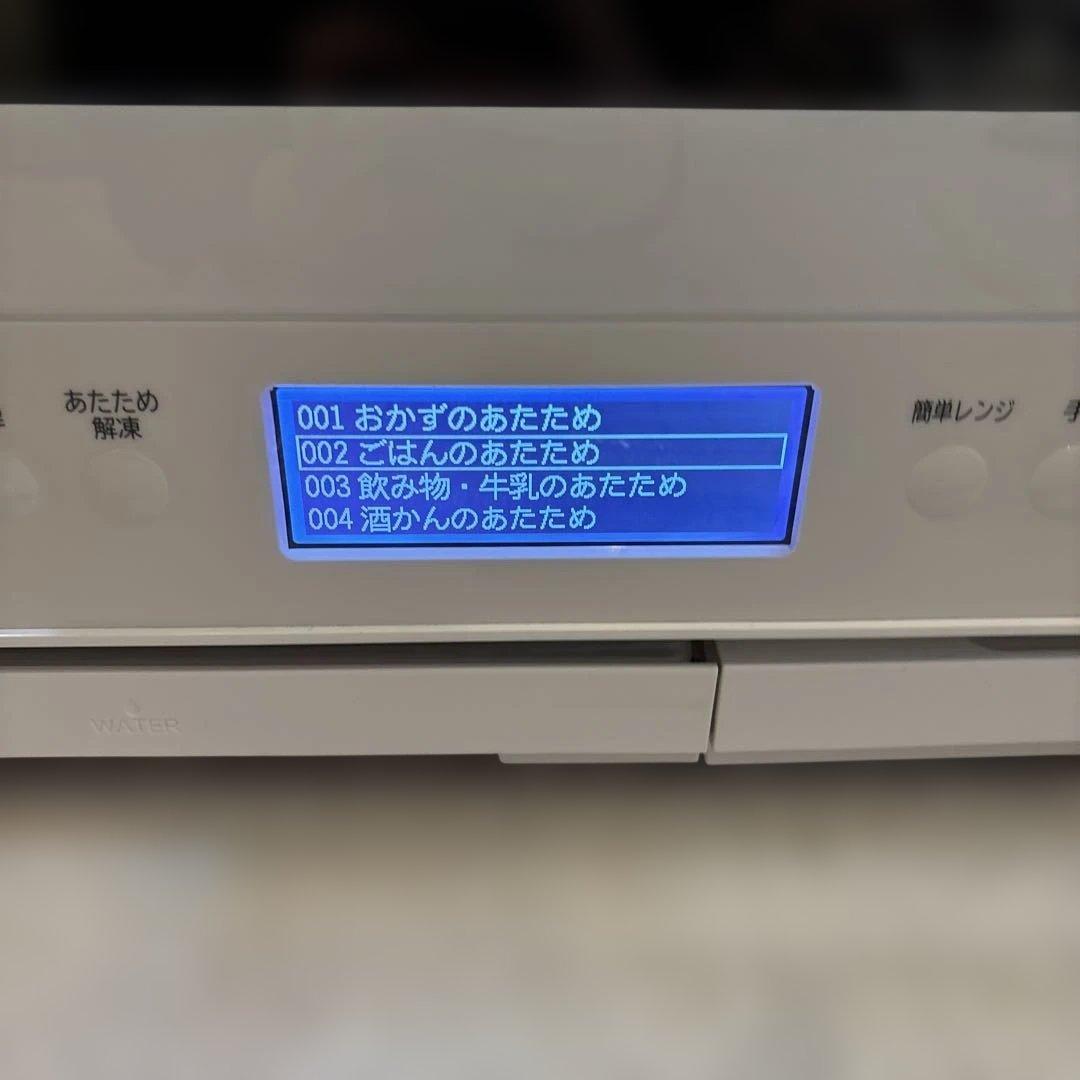 あたため
解凍
001 おかずのあたため
002 ごはんのあたため
003 飲み物・牛乳のあたため
004 酒かんのあたため
簡単レンジ
手
WATER